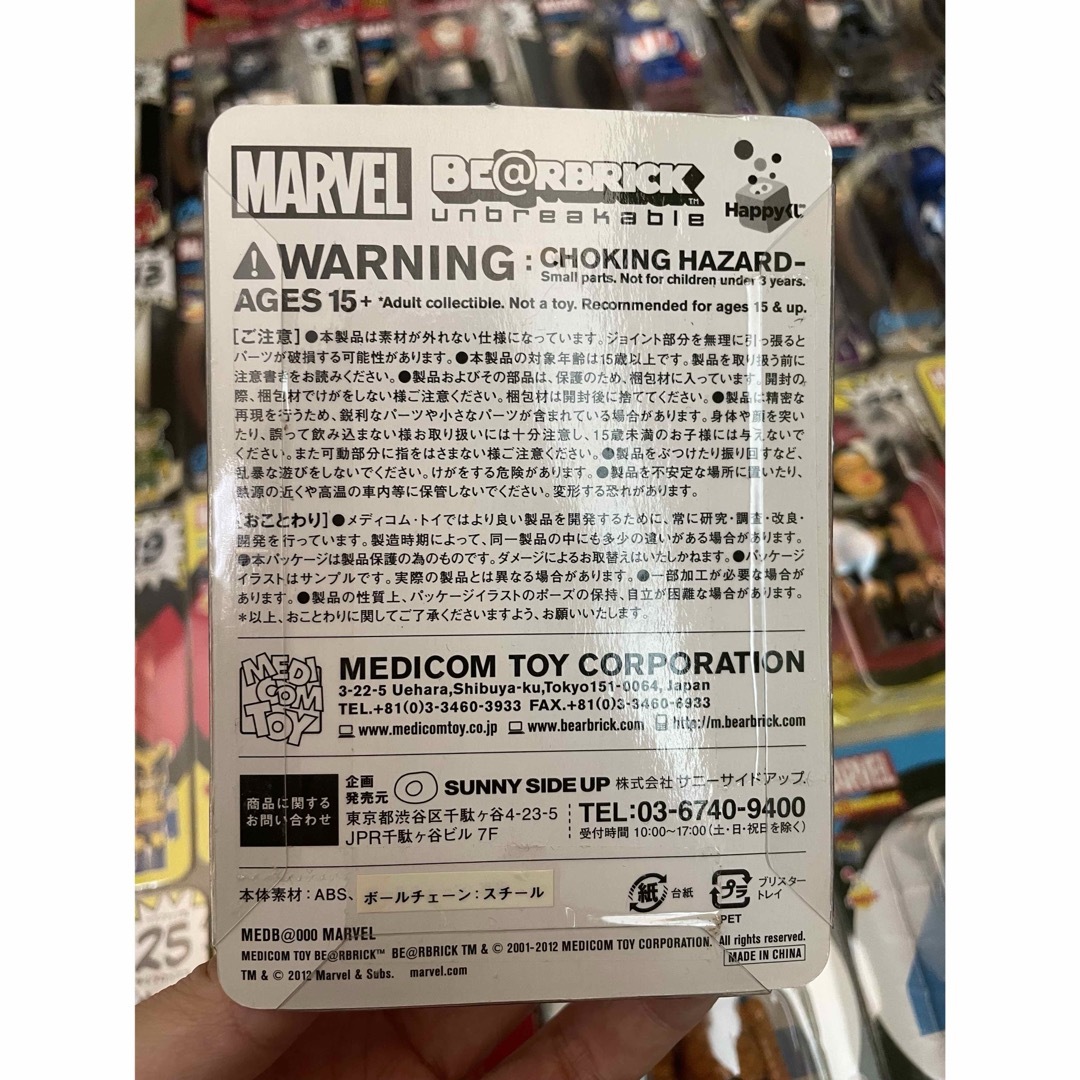 MARVEL BE@RBRICK™
unbreakable Happyくじ
⚠WARNING : CHOKING HAZARD-
Small parts. Not for children under 3 years.
AGES 15+ *Adult collectible. Not a toy. Recommended for ages 15 & up.
[ご注意]●本製品は素材が外れない仕様になっています。ジョイント部分を無理に引っ張ると
パーツが破損する可能性があります。●本製品の対象年齢は15歳以上です。製品を取り扱う前に
注意書きをお読みください。●製品およびその部品は、保護のため、梱包材に入っています。開封の
際、梱包材でけがをしない様ご注意ください。梱包材は開封後に捨ててください。●製品は精密な
再現を行うため、鋭利なパーツや小さなパーツが含まれている場合があります。身体や顔を突い
たり、誤って飲み込まない様お取り扱いには十分注意し、15歳未満のお子様には与えないで
ください。また可動部分に指をはさまない様ご注意ください。●製品をぶつけたり振り回すなど、
乱暴な遊びをしないでください。けがをする危険があります。●製品を不安定な場所に置いたり、
熱源の近くや高温の車内等に保管しないでください。変形する恐れがあります。
[おことわり]●メディコム・トイではより良い製品を開発するために、常に研究・調査・改良・
開発を行っています。製造時期によって、同一製品の中にも多少の違いがある場合があります。
●本パッケージは製品保護の為のものです。ダメージによるお取替えはいたしかねます。●パッケージ
イラストはサンプルです。実際の製品とは異なる場合があります。●一部加工が必要な場合が
あります。●製品の性質上、パッケージイラストのポーズの保持、自立が困難な場合があります。
*以上、おことわりに関してご了承くださいますよう、お願いいたします。
MEDI
COM
TOY
MEDICOM TOY CORPORATION
3-22-5 Uehara,Shibuya-ku,Tokyo151-0064, Japan
TEL.+81(0)3-3460-3933 FAX.+81(0)3-3460-6933
www.medicomtoy.co.jp www.bearbrick.com http://m.bearbrick.com
商品に関する
お問い合わせ
企画
発売元
SUNNY SIDE UP 株式会社 サニーサイドアップ.
東京都渋谷区千駄ヶ谷4-23-5
JPR千駄ヶ谷ビル 7F
TEL:03-6740-9400
受付時間 10:00~17:00(土・日・祝日を除く)
本体素材:ABS、ボールチェーン:スチール
紙 台紙
プラ ブリスター
トレイ
PET
MEDB@000 MARVEL
MEDICOM TOY BE@RBRICK™ BE@RBRICK TM & © 2001-2012 MEDICOM TOY CORPORATION. All rights reserved.
TM & © 2012 Marvel & Subs. marvel.com
MADE IN CHINA
MARVEL
25